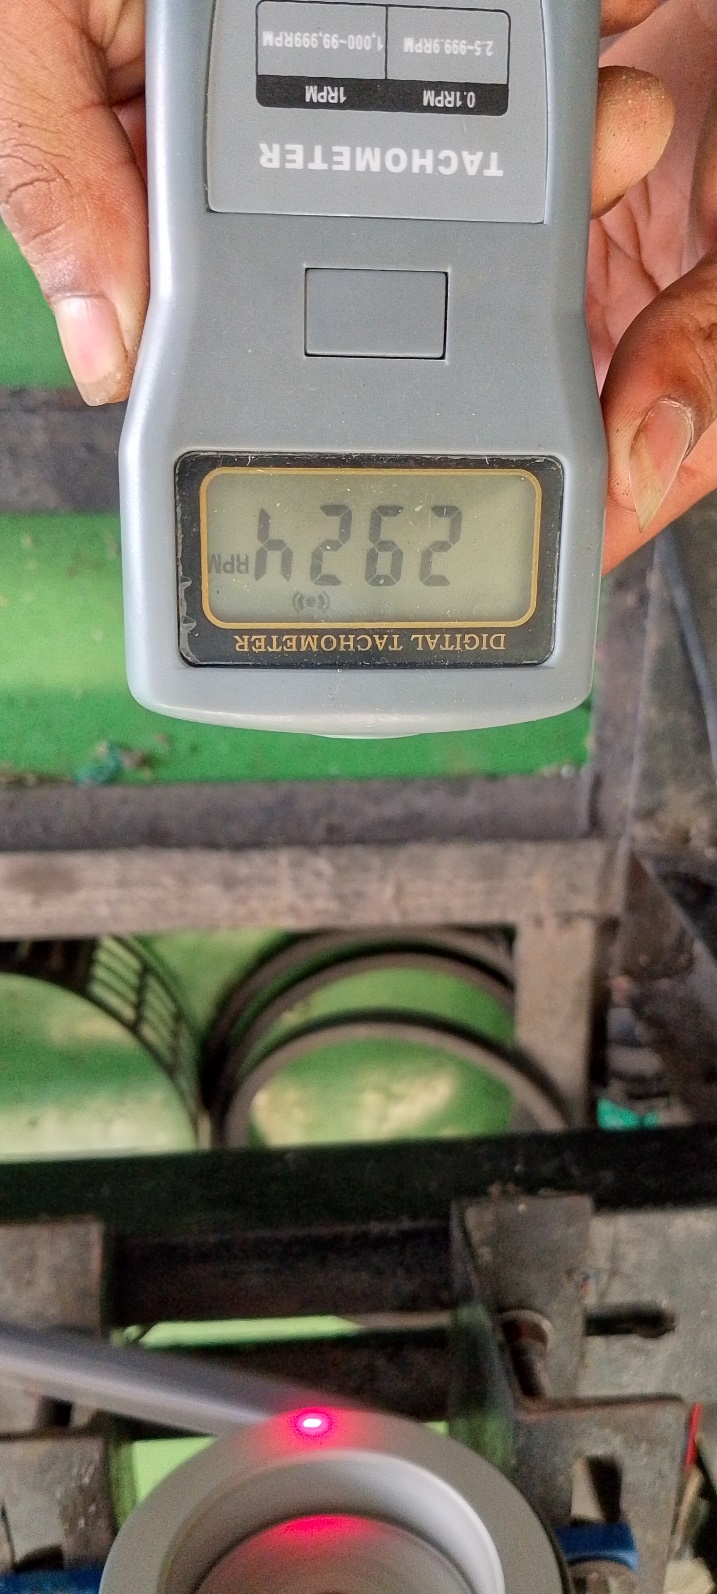 DIGITAL TACHOMETER
2924 RPM
TACHOMETER
0.1RPM 1RPM
2.5~999.9RPM 1,000~99,999RPM